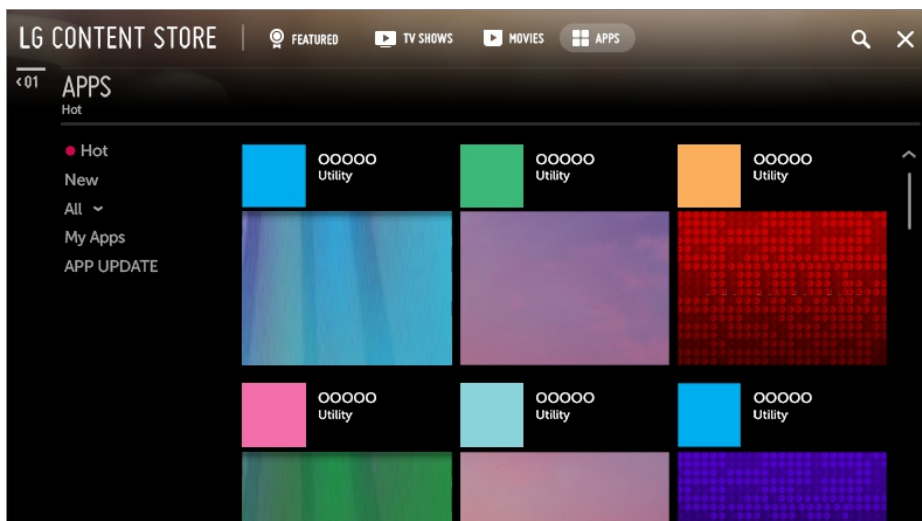 LG CONTENT STORE
FEATURED
TV SHOWS
MOVIES
APPS
<01
APPS
Hot
Hot
New
All
My Apps
APP UPDATE
OOOOO
Utility
OOOOO
Utility
OOOOO
Utility
OOOOO
Utility
OOOOO
Utility
OOOOO
Utility